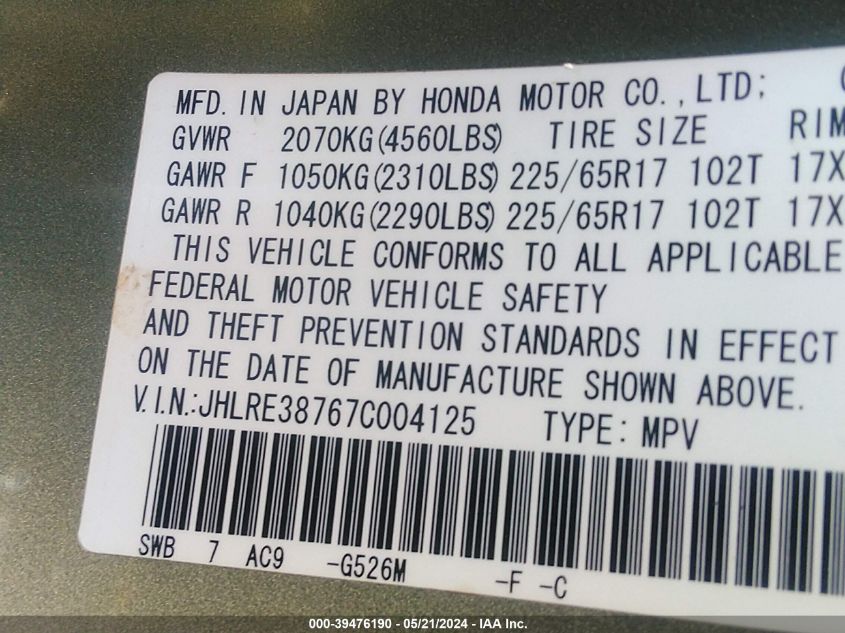 MFD. IN JAPAN BY HONDA MOTOR CO., LTD;
GVWR 2070KG(4560LBS) TIRE SIZE RIM
GAWR F 1050KG(2310LBS) 225/65R17 102T 17X
GAWR R 1040KG(2290LBS) 225/65R17 102T 17X
THIS VEHICLE CONFORMS TO ALL APPLICABLE
FEDERAL MOTOR VEHICLE SAFETY
AND THEFT PREVENTION STANDARDS IN EFFECT
ON THE DATE OF MANUFACTURE SHOWN ABOVE.
V.I.N.:JHLRE38767C004125 TYPE: MPV
SWB 7 AC9 -G526M -F -C
000-39476190 - 05/21/2024 - IAA Inc.